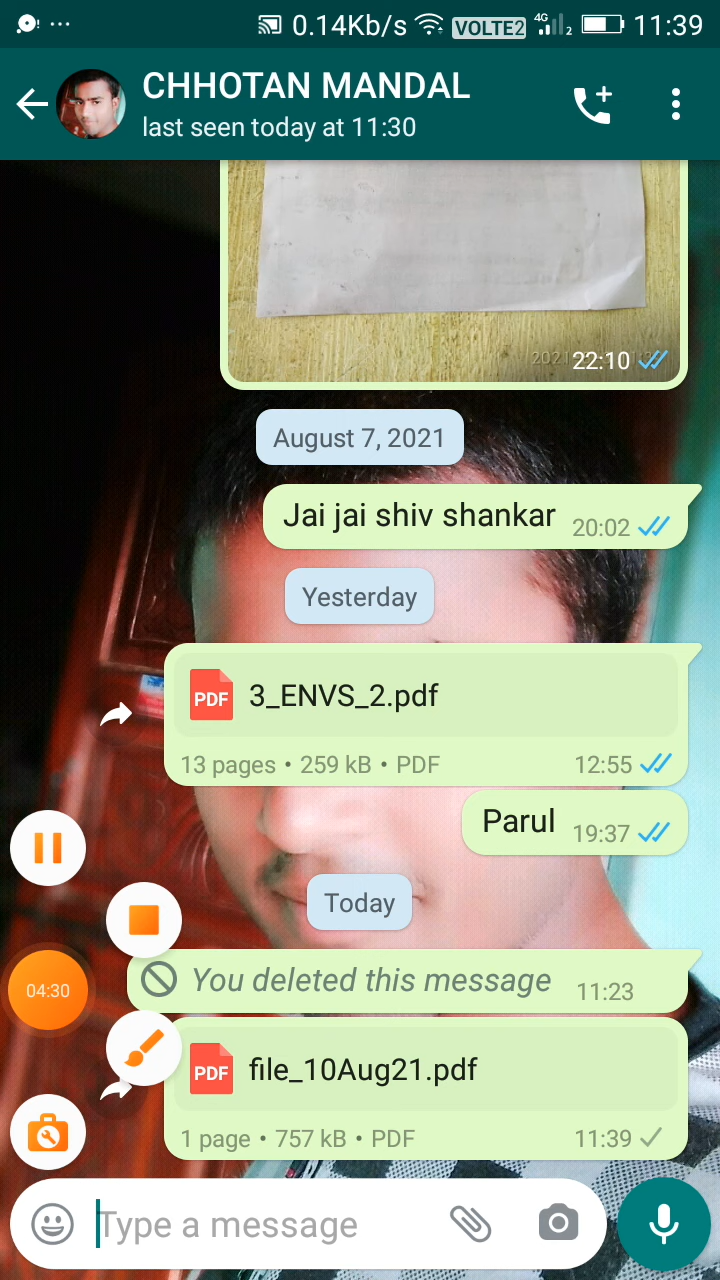 0.14Kb/s VOLTE2 4G 2 11:39
CHHOTAN MANDAL
last seen today at 11:30
22:10
August 7, 2021
Jai jai shiv shankar 20:02
Yesterday
PDF 3_ENVS_2.pdf
13 pages • 259 kB • PDF 12:55
Parul 19:37
Today
You deleted this message 11:23
04:30
PDF file_10Aug21.pdf
1 page • 757 kB • PDF 11:39
Type a message